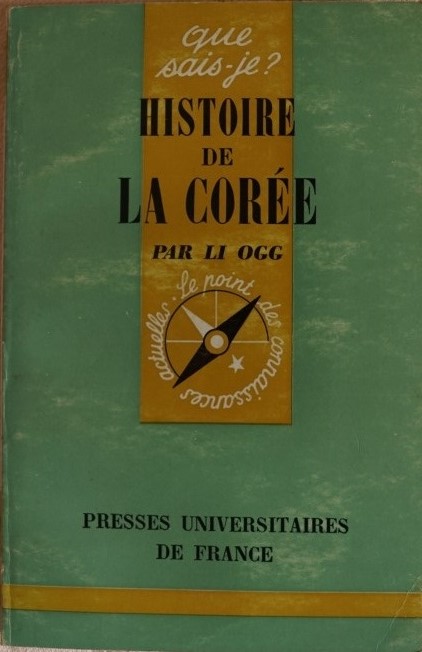 que
sais-je?
HISTOIRE
DE
LA CORÉE
PAR LI OGG
Le point des connaissances actuelles.
PRESSES UNIVERSITAIRES
DE FRANCE